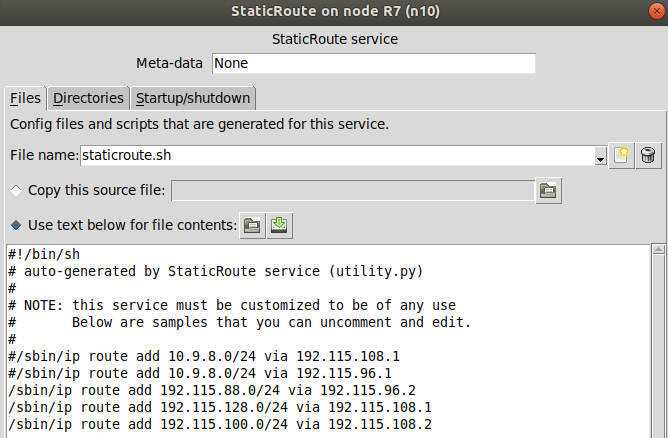 StaticRoute on node R7 (n10)
StaticRoute service
Meta-data None
Files Directories Startup/shutdown
Config files and scripts that are generated for this service.
File name: staticroute.sh
Copy this source file:
Use text below for file contents:
#!/bin/sh
# auto-generated by StaticRoute service (utility.py)
#
# NOTE: this service must be customized to be of any use
#       Below are samples that you can uncomment and edit.
#
#/sbin/ip route add 10.9.8.0/24 via 192.115.108.1
#/sbin/ip route add 10.9.8.0/24 via 192.115.96.1
/sbin/ip route add 192.115.88.0/24 via 192.115.96.2
/sbin/ip route add 192.115.128.0/24 via 192.115.108.1
/sbin/ip route add 192.115.100.0/24 via 192.115.108.2